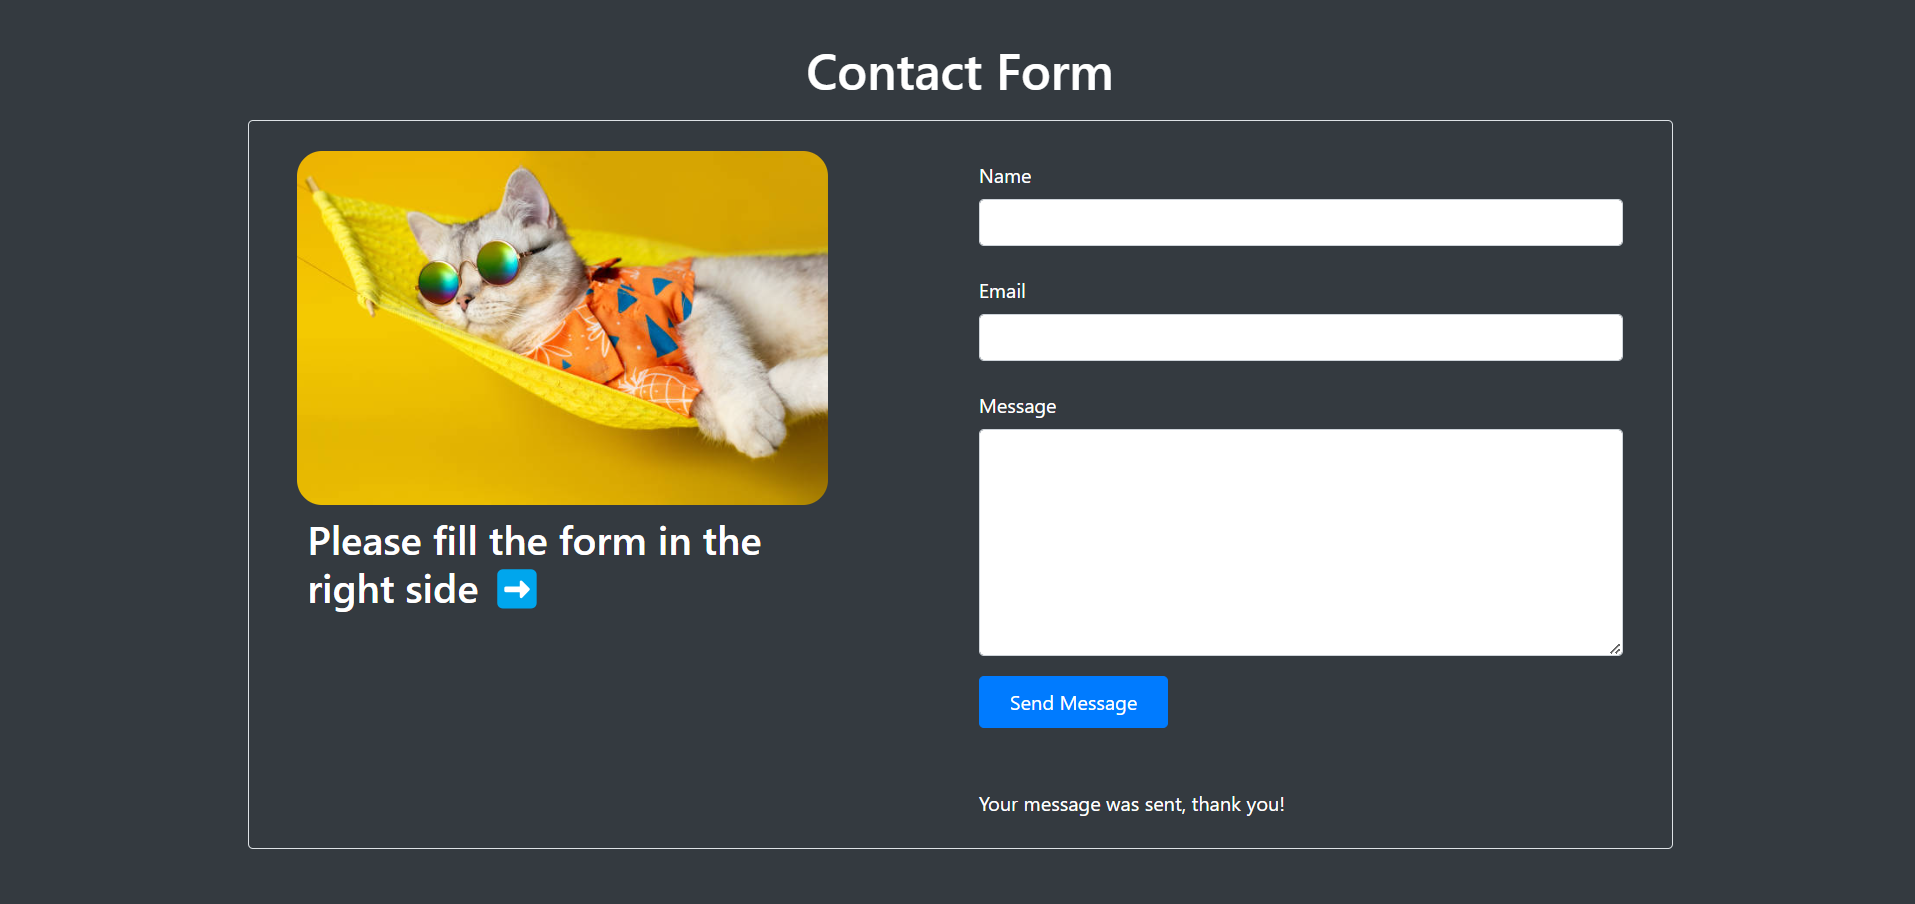 Contact Form
Please fill the form in the
right side ➡️
Name
Email
Message
Send Message
Your message was sent, thank you!